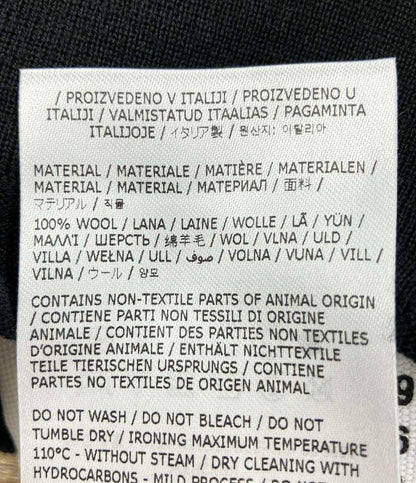 / PROIZVEDENO V ITALIJI / PROIZVEDENO U
ITALIJI / VALMISTATUD ITAALIAS / PAGAMINTA
ITALIJOJE / イタリア製 / 원산지: 이탈리아
MATERIAL / MATERIALE / MATIÈRE / MATERIALEN /
MATERIAL / MATERIAL / МАТЕРИАЛ / 面料 /
マテリアル / 직물
100% WOOL / LANA / LAINE / WOLLE / LÃ / YÜN /
ΜΑΛΛΊ / ШЕРСТЬ / 绵羊毛 / WOL / VLNA / ULD /
VILLA / WEŁNA / ULL / صوف / VOLNA / VUNA / VILL /
VILNA / ウール / 양모
CONTAINS NON-TEXTILE PARTS OF ANIMAL ORIGIN
/ CONTIENE PARTI NON TESSILI DI ORIGINE
ANIMALE / CONTIENT DES PARTIES NON TEXTILES
D'ORIGINE ANIMALE / ENTHÄLT NICHTTEXTILE
TEILE TIERISCHEN URSPRUNGS / CONTIENE
PARTES NO TEXTILES DE ORIGEN ANIMAL
DO NOT WASH / DO NOT BLEACH / DO NOT
TUMBLE DRY / IRONING MAXIMUM TEMPERATURE
110°C - WITHOUT STEAM / DRY CLEANING WITH
HYDROCARBONS - MILD PROCESS / DO NOT